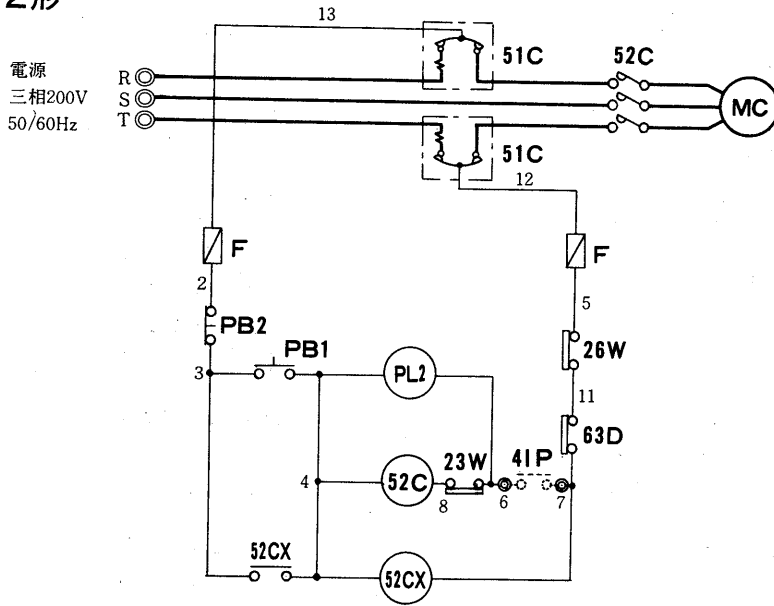 Z形
13
電源
三相200V
50/60Hz
R
S
T
51C
52C
MC
51C
12
F
F
2
5
PB2
PB1
26W
3
PL2
11
63D
23W
41P
4
52C
8
6
7
52CX
52CX